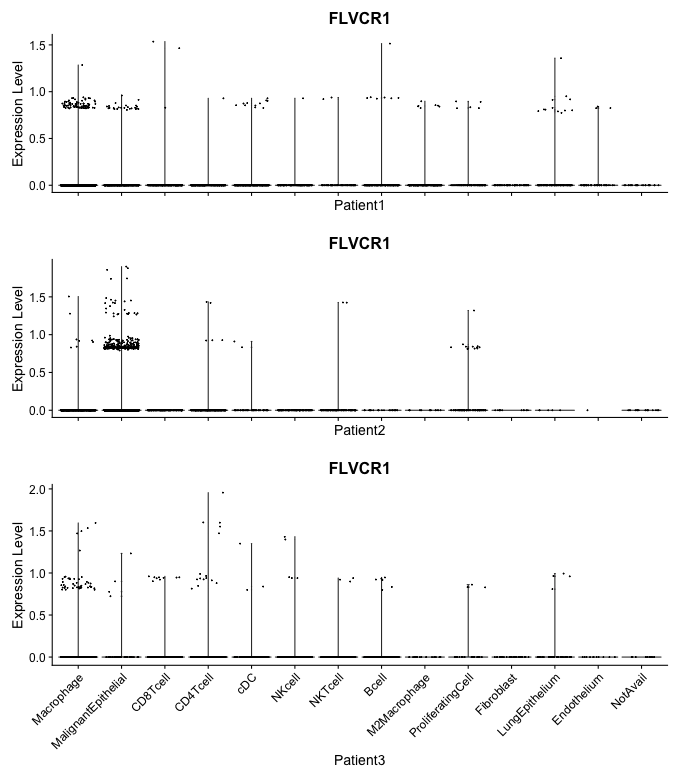 FLVCR1
Expression Level
1.5
1.0
0.5
0.0
Patient1
FLVCR1
Expression Level
1.5
1.0
0.5
0.0
Patient2
FLVCR1
Expression Level
2.0
1.5
1.0
0.5
0.0
Macrophage
MalignantEpithelial
CD8Tcell
CD4Tcell
cDC
NKcell
NKTcell
Bcell
M2Macrophage
ProliferatingCell
Fibroblast
LungEpithelium
Endothelium
NotAvail
Patient3